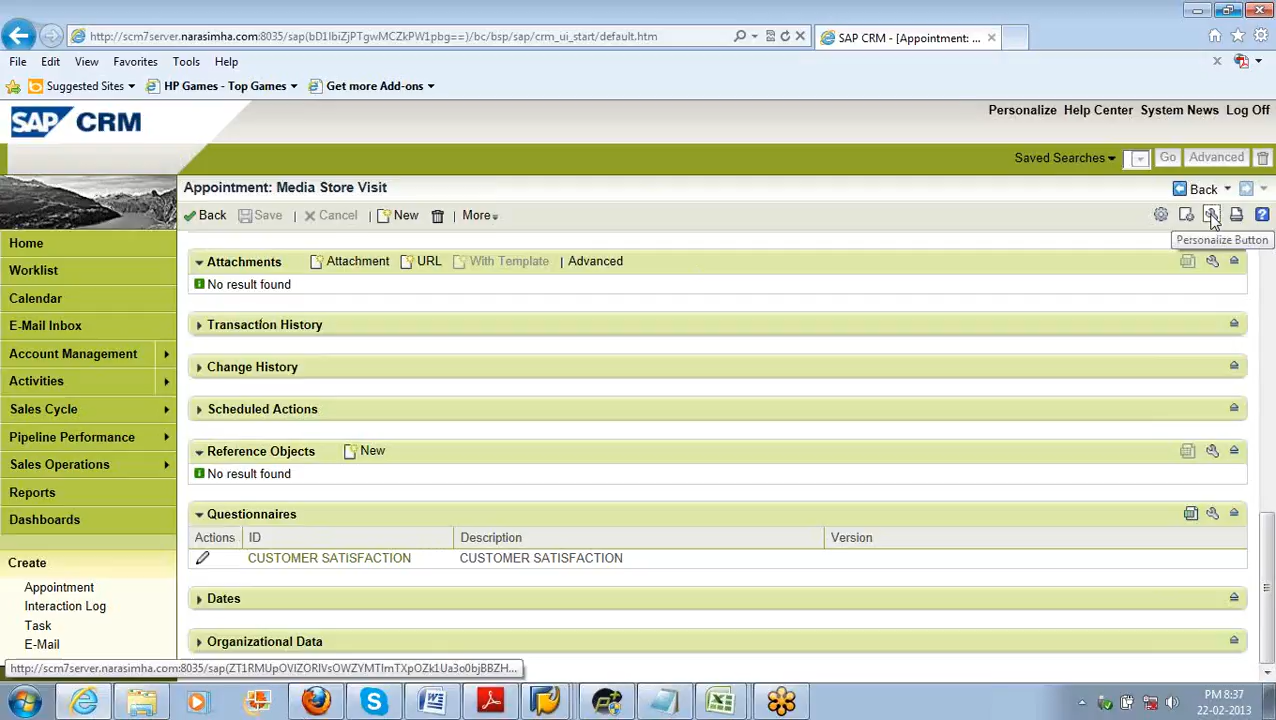 http://scm7server.narasimha.com:8035/sap(bD1lbiZjPTgwMCZkPW1pbg==)/bc/bsp/sap/crm_ui_start/default.htm
SAP CRM - [Appointment: ...
File Edit View Favorites Tools Help
Suggested Sites HP Games - Top Games Get more Add-ons
SAP CRM
Personalize Help Center System News Log Off
Saved Searches Go Advanced
Appointment: Media Store Visit
Back
Back Save | Cancel | New More
Personalize Button
Home
Worklist
Calendar
E-Mail Inbox
Account Management
Activities
Sales Cycle
Pipeline Performance
Sales Operations
Reports
Dashboards
Create
Appointment
Interaction Log
Task
E-Mail
Attachments Attachment URL With Template | Advanced
No result found
Transaction History
Change History
Scheduled Actions
Reference Objects New
No result found
Questionnaires
Actions ID Description Version
CUSTOMER SATISFACTION CUSTOMER SATISFACTION
Dates
Organizational Data
PM 8:37
22-02-2013